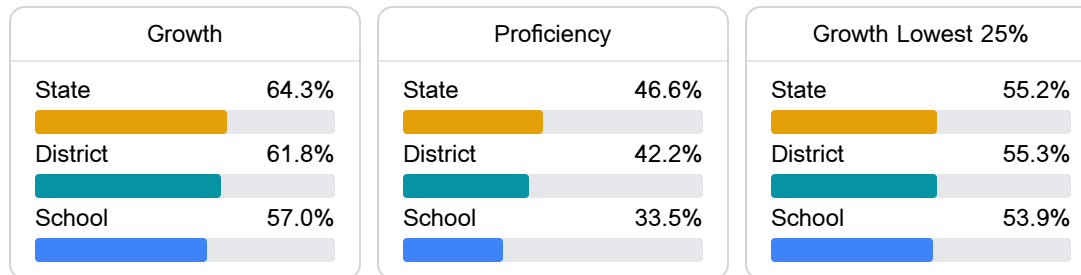 Growth
State 64.3%
District 61.8%
School 57.0%
Proficiency
State 46.6%
District 42.2%
School 33.5%
Growth Lowest 25%
State 55.2%
District 55.3%
School 53.9%